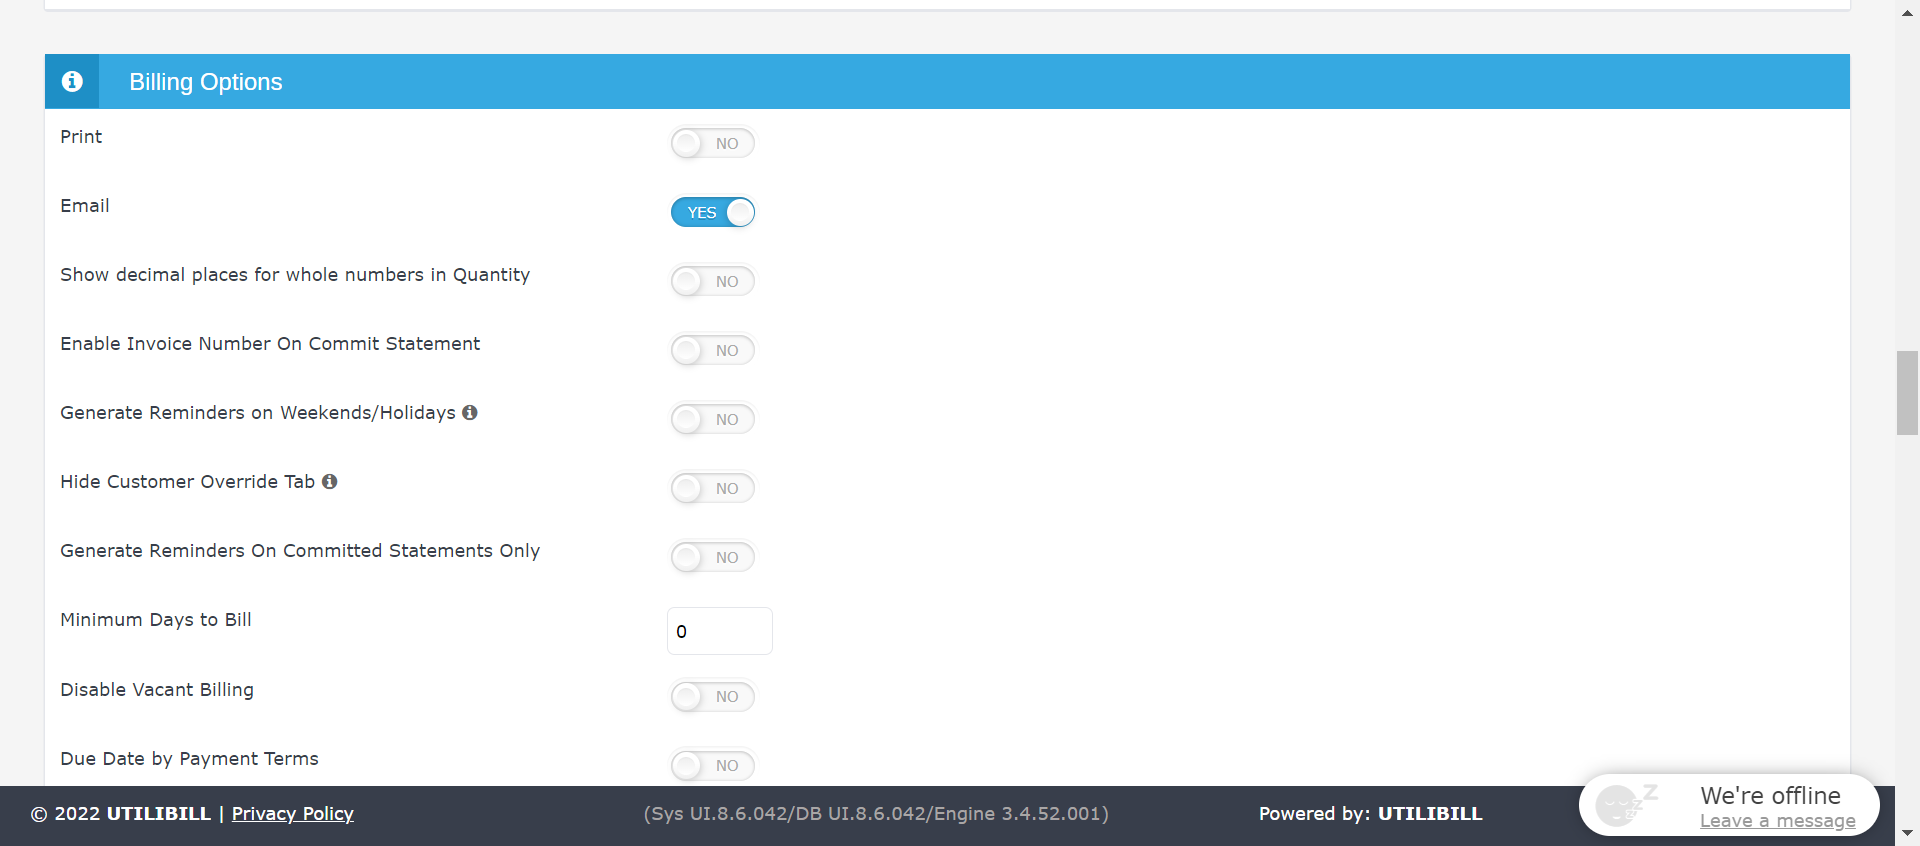 Billing Options
Print NO
Email YES
Show decimal places for whole numbers in Quantity NO
Enable Invoice Number On Commit Statement NO
Generate Reminders on Weekends/Holidays NO
Hide Customer Override Tab NO
Generate Reminders On Committed Statements Only NO
Minimum Days to Bill 0
Disable Vacant Billing NO
Due Date by Payment Terms NO
© 2022 UTILIBILL | Privacy Policy (Sys UI.8.6.042/DB UI.8.6.042/Engine 3.4.52.001) Powered by: UTILIBILL
We're offline
Leave a message